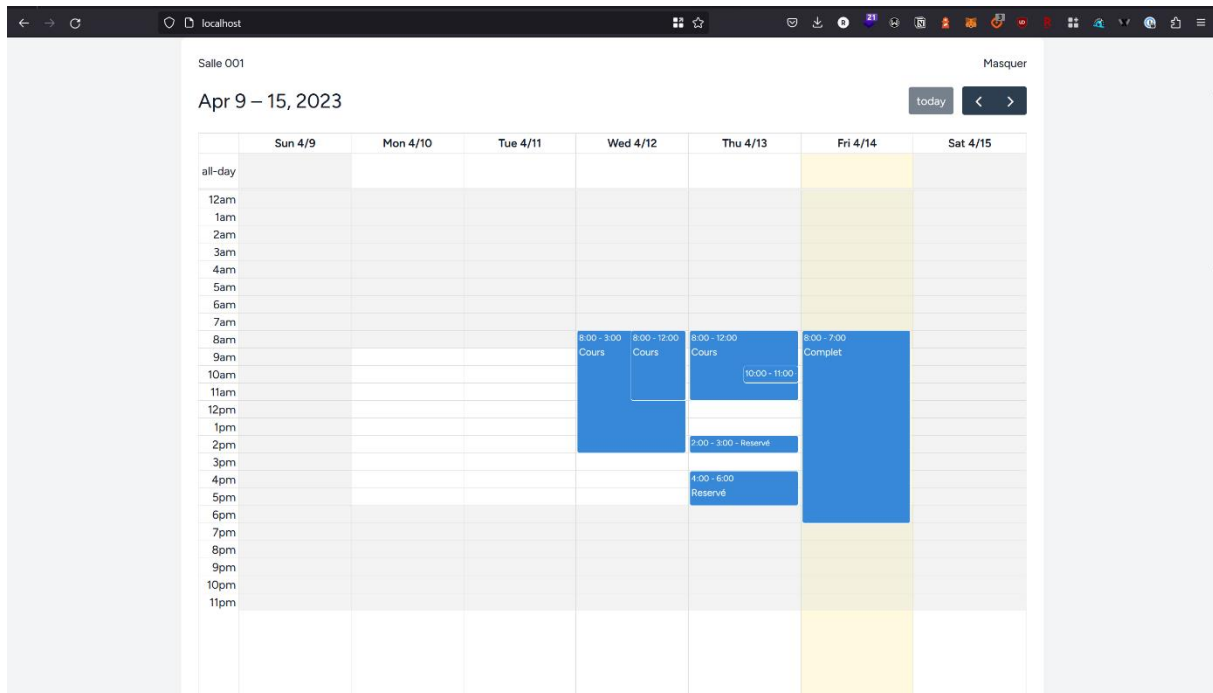 localhost
21
Salle 001
Masquer
Apr 9 – 15, 2023
today
Sun 4/9 Mon 4/10 Tue 4/11 Wed 4/12 Thu 4/13 Fri 4/14 Sat 4/15
all-day
12am
1am
2am
3am
4am
5am
6am
7am
8am
8:00 - 3:00 8:00 - 12:00 8:00 - 12:00 8:00 - 7:00
Cours Cours Cours Complet
9am
10am
10:00 - 11:00
11am
12pm
1pm
2pm
2:00 - 3:00 - Reservé
3pm
4pm
4:00 - 6:00
Reservé
5pm
6pm
7pm
8pm
9pm
10pm
11pm